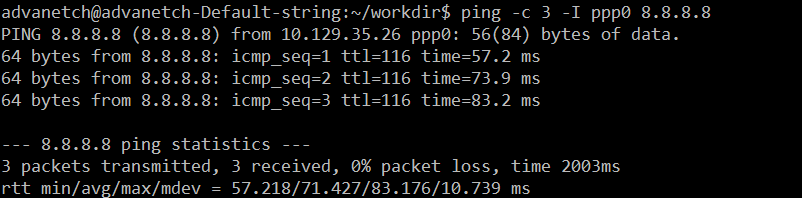 advanetch@advanetch-Default-string:~/workdir$ ping -c 3 -I ppp0 8.8.8.8
PING 8.8.8.8 (8.8.8.8) from 10.129.35.26 ppp0: 56(84) bytes of data.
64 bytes from 8.8.8.8: icmp_seq=1 ttl=116 time=57.2 ms
64 bytes from 8.8.8.8: icmp_seq=2 ttl=116 time=73.9 ms
64 bytes from 8.8.8.8: icmp_seq=3 ttl=116 time=83.2 ms

--- 8.8.8.8 ping statistics ---
3 packets transmitted, 3 received, 0% packet loss, time 2003ms
rtt min/avg/max/mdev = 57.218/71.427/83.176/10.739 ms